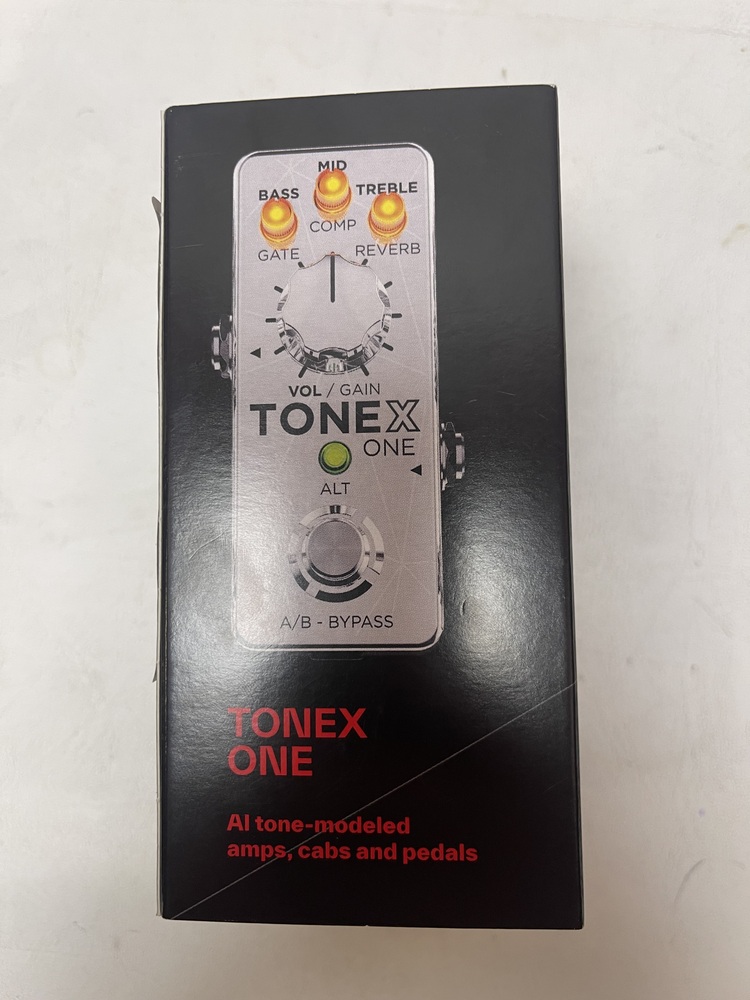 MID
BASS TREBLE
COMP
GATE REVERB
VOL / GAIN
TONEX
ONE
ALT
A/B - BYPASS
TONEX
ONE
AI tone-modeled
amps, cabs and pedals